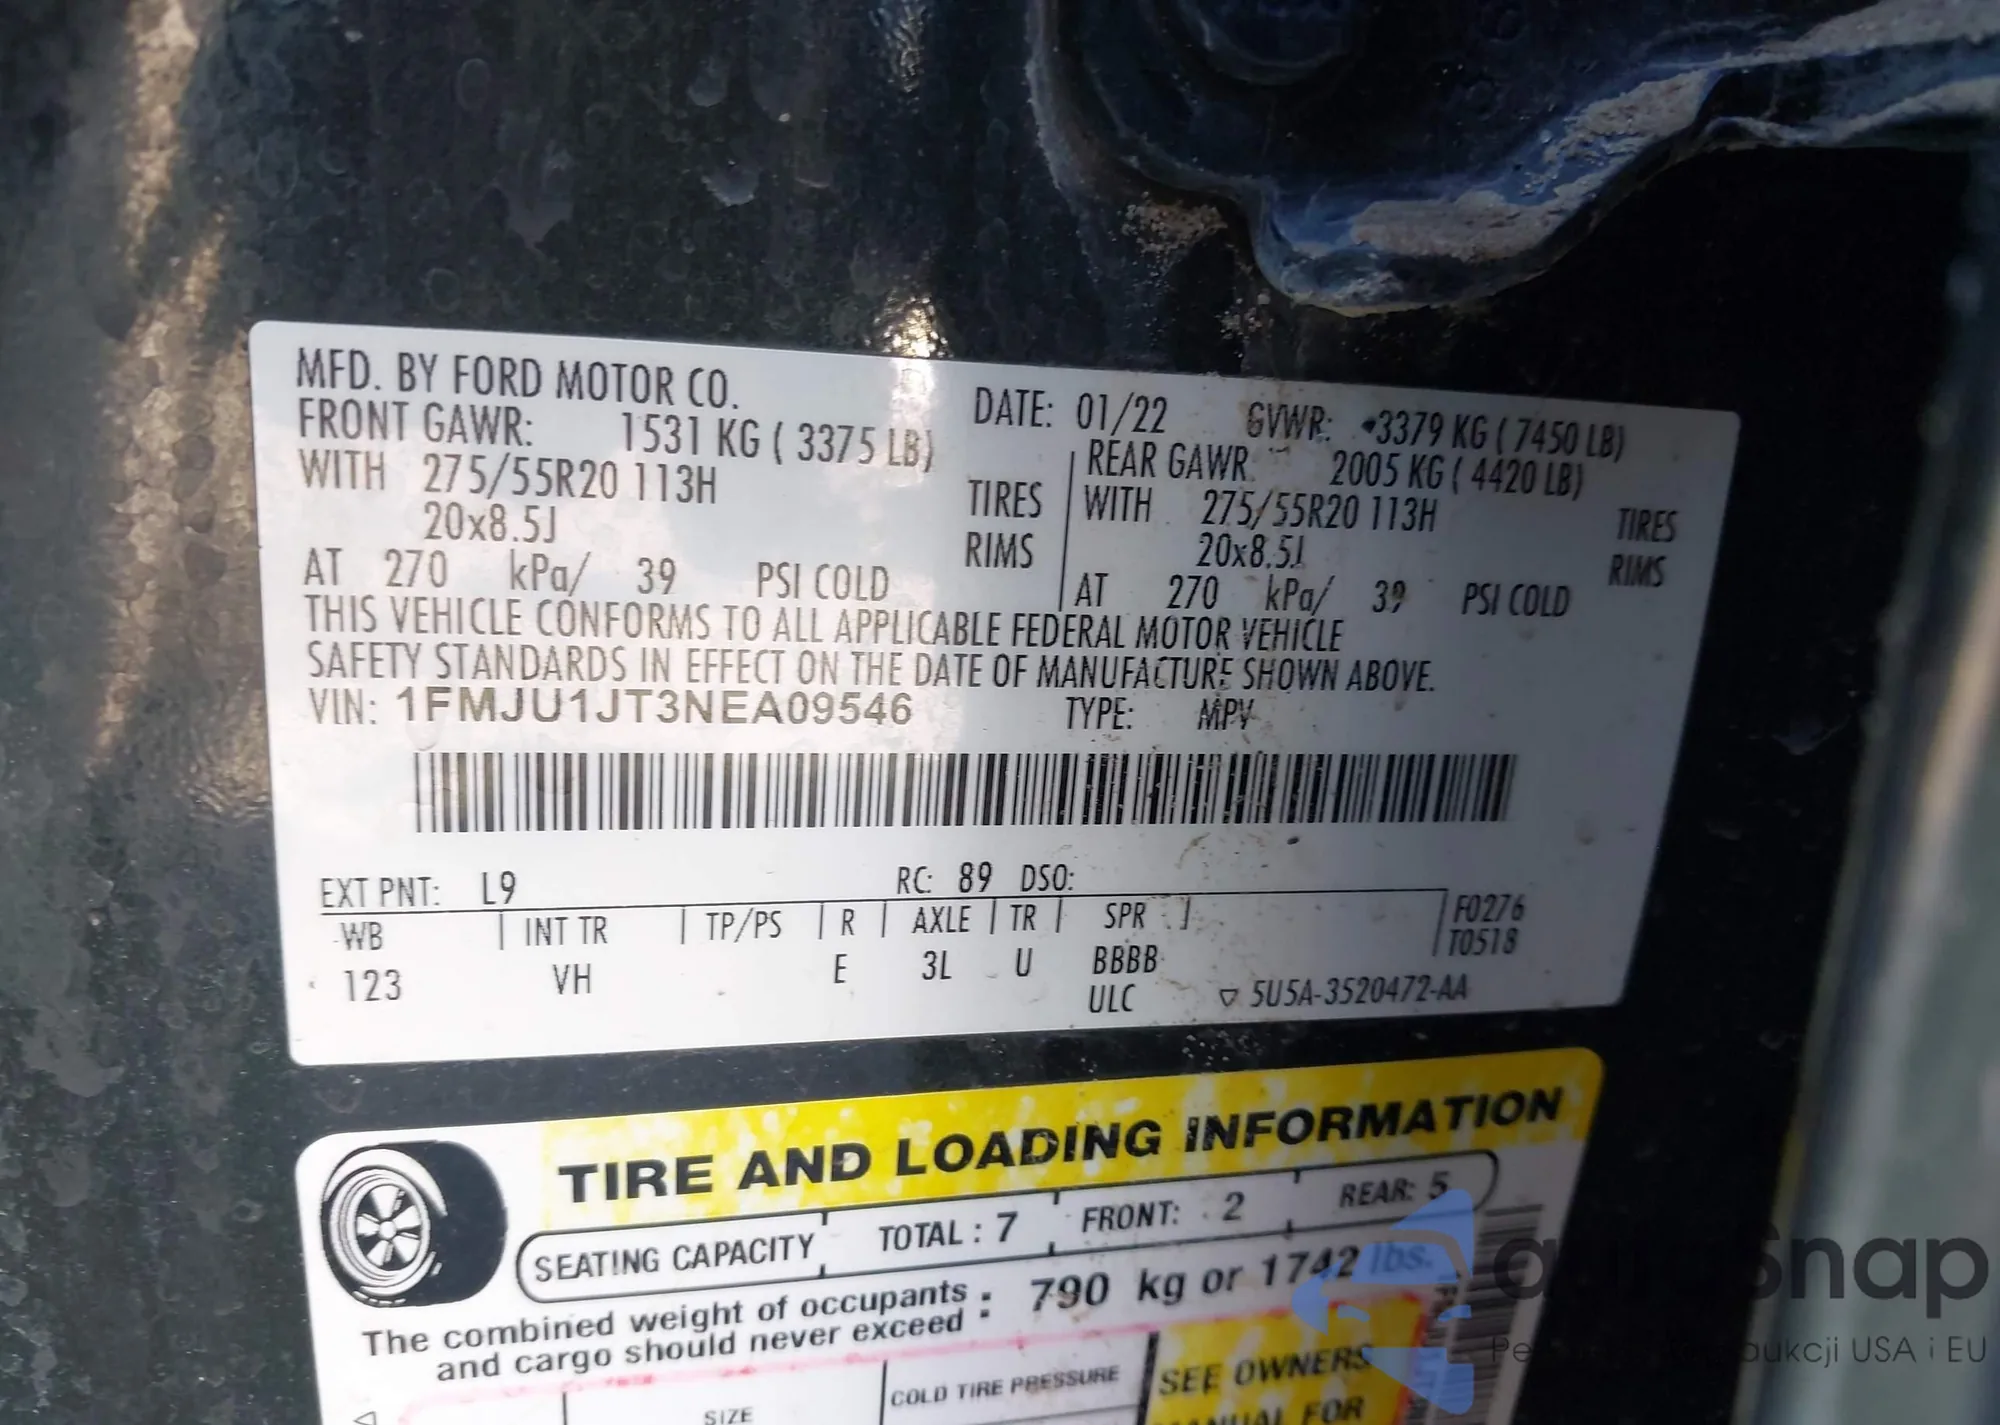 MFD. BY FORD MOTOR CO.
DATE: 01/22 GVWR: 3379 KG ( 7450 LB)
FRONT GAWR: 1531 KG ( 3375 LB)
REAR GAWR 2005 KG ( 4420 LB)
WITH 275/55R20 113H TIRES
WITH 275/55R20 113H TIRES
20x8.5J RIMS
20x8.5J RIMS
AT 270 kPa/ 39 PSI COLD
AT 270 kPa/ 39 PSI COLD
THIS VEHICLE CONFORMS TO ALL APPLICABLE FEDERAL MOTOR VEHICLE
SAFETY STANDARDS IN EFFECT ON THE DATE OF MANUFACTURE SHOWN ABOVE.
VIN: 1FMJU1JT3NEA09546 TYPE: MPV
EXT PNT: L9 RC: 89 DSO:
WB INT TR TP/PS R AXLE TR SPR F0276
T0518
123 VH E 3L U BBBB
ULC 5U5A-3520472-AA
TIRE AND LOADING INFORMATION
SEATING CAPACITY TOTAL : 7 FRONT: 2 REAR: 5
The combined weight of occupants
and cargo should never exceed : 790 kg or 1742 lbs.
SIZE
COLD TIRE PRESSURE
SEE OWNERS
MANUAL FOR
Snap
USA i EU